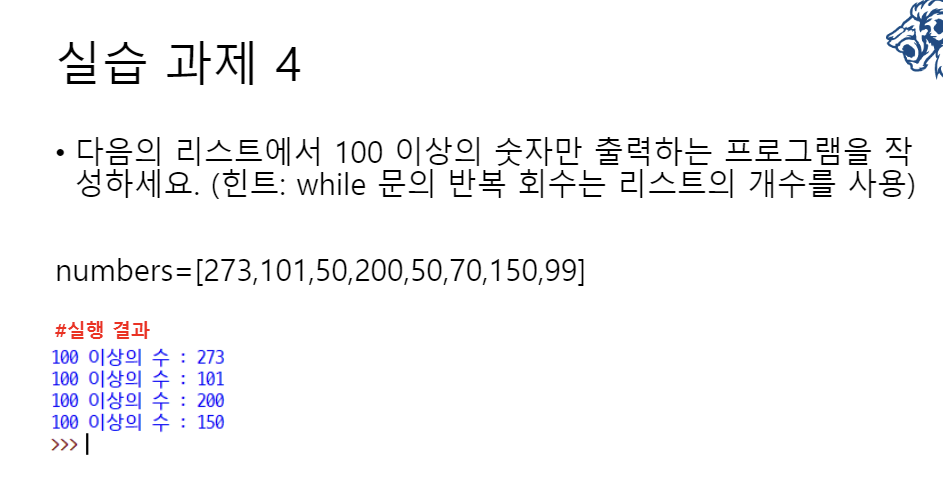 실습 과제 4
• 다음의 리스트에서 100 이상의 숫자만 출력하는 프로그램을 작
성하세요. (힌트: while 문의 반복 회수는 리스트의 개수를 사용)
numbers=[273,101,50,200,50,70,150,99]
#실행 결과
100 이상의 수 : 273
100 이상의 수 : 101
100 이상의 수 : 200
100 이상의 수 : 150
>>>